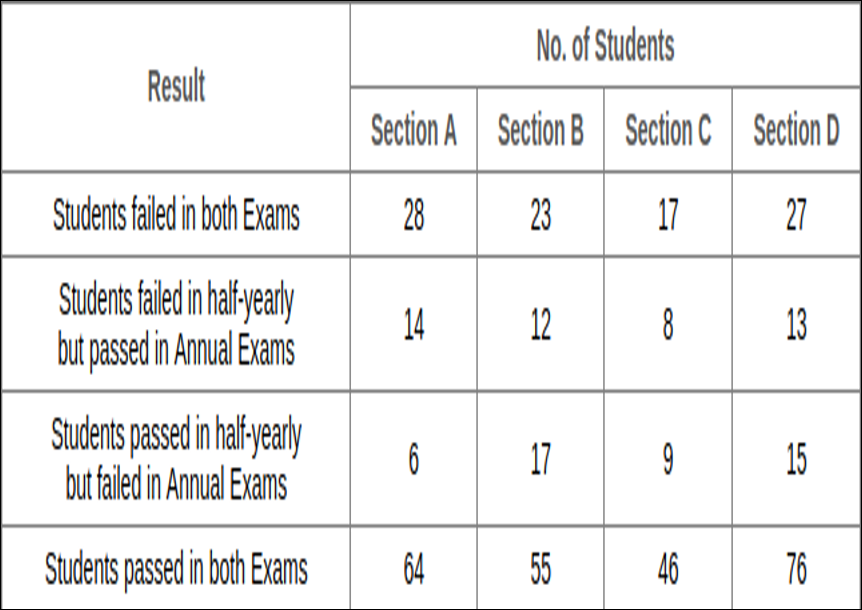 Result
No. of Students
Section A Section B Section C Section D
Students failed in both Exams 28 23 17 27
Students failed in half-yearly
but passed in Annual Exams 14 12 8 13
Students passed in half-yearly
but failed in Annual Exams 6 17 9 15
Students passed in both Exams 64 55 46 76